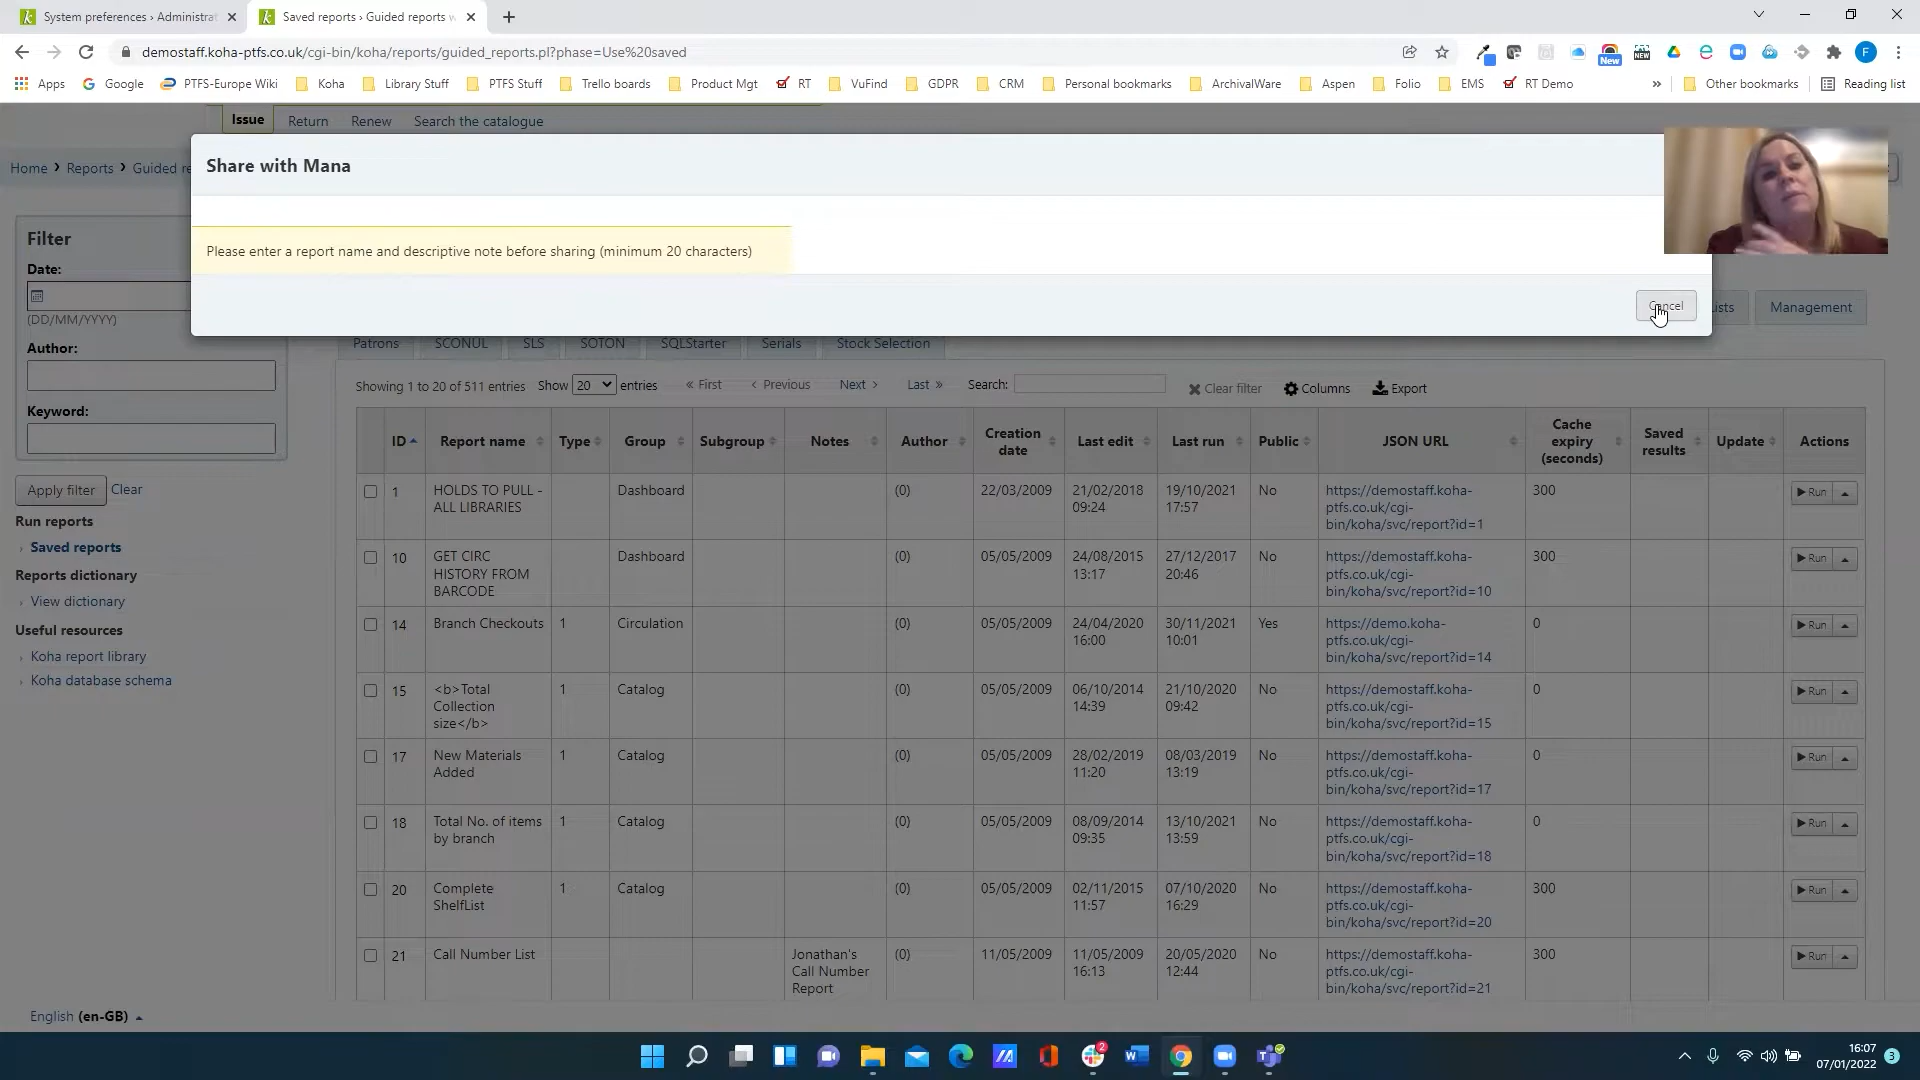 System preferences › Administrat
Saved reports › Guided reports w
demostaff.koha-ptfs.co.uk/cgi-bin/koha/reports/guided_reports.pl?phase=Use%20saved
New
NEW
F
Apps
Google
PTFS-Europe Wiki
Koha
Library Stuff
PTFS Stuff
Trello boards
Product Mgt
RT
VuFind
GDPR
CRM
Personal bookmarks
ArchivalWare
Aspen
Folio
EMS
RT Demo
»
Other bookmarks
Reading list
Issue
Return
Renew
Search the catalogue
Home › Reports › Guided re
Share with Mana
Please enter a report name and descriptive note before sharing (minimum 20 characters)
Cancel
Filter
Date:
(DD/MM/YYYY)
Author:
Keyword:
Apply filter
Clear
Run reports
› Saved reports
Reports dictionary
› View dictionary
Useful resources
› Koha report library
› Koha database schema
Management
Patrons
SCONUL
SLS
SOTON
SQLStarter
Serials
Stock Selection
Showing 1 to 20 of 511 entries
Show 20 entries
« First
‹ Previous
Next ›
Last »
Search:
Clear filter
Columns
Export
ID
Report name
Type
Group
Subgroup
Notes
Author
Creation date
Last edit
Last run
Public
JSON URL
Cache expiry (seconds)
Saved results
Update
Actions
1 HOLDS TO PULL - ALL LIBRARIES Dashboard (0) 22/03/2009 21/02/2018 09:24 19/10/2021 17:57 No https://demostaff.koha-ptfs.co.uk/cgi-bin/koha/svc/report?id=1 300 Run
10 GET CIRC HISTORY FROM BARCODE Dashboard (0) 05/05/2009 24/08/2015 13:17 27/12/2017 20:46 No https://demostaff.koha-ptfs.co.uk/cgi-bin/koha/svc/report?id=10 300 Run
14 Branch Checkouts 1 Circulation (0) 05/05/2009 24/04/2020 16:00 30/11/2021 10:01 Yes https://demo.koha-ptfs.co.uk/cgi-bin/koha/svc/report?id=14 0 Run
15 <b>Total Collection size</b> 1 Catalog (0) 05/05/2009 06/10/2014 14:39 21/10/2020 09:42 No https://demostaff.koha-ptfs.co.uk/cgi-bin/koha/svc/report?id=15 0 Run
17 New Materials Added 1 Catalog (0) 05/05/2009 28/02/2019 11:20 08/03/2019 13:19 No https://demostaff.koha-ptfs.co.uk/cgi-bin/koha/svc/report?id=17 0 Run
18 Total No. of items by branch 1 Catalog (0) 05/05/2009 08/09/2014 09:35 13/10/2021 13:59 No https://demostaff.koha-ptfs.co.uk/cgi-bin/koha/svc/report?id=18 0 Run
20 Complete ShelfList 1 Catalog (0) 05/05/2009 02/11/2015 11:57 07/10/2020 16:29 No https://demostaff.koha-ptfs.co.uk/cgi-bin/koha/svc/report?id=20 300 Run
21 Call Number List Jonathan's Call Number Report (0) 11/05/2009 11/05/2009 16:13 20/05/2020 12:44 No https://demostaff.koha-ptfs.co.uk/cgi-bin/koha/svc/report?id=21 300 Run
English (en-GB)
2
16:07
07/01/2022
3